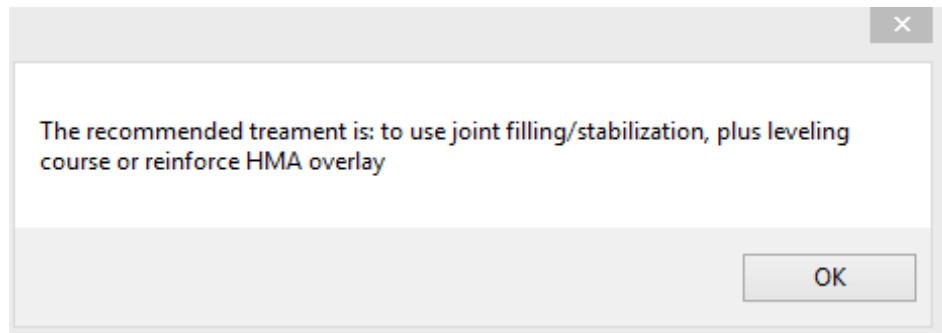 The recommended treament is: to use joint filling/stabilization, plus leveling
course or reinforce HMA overlay
OK